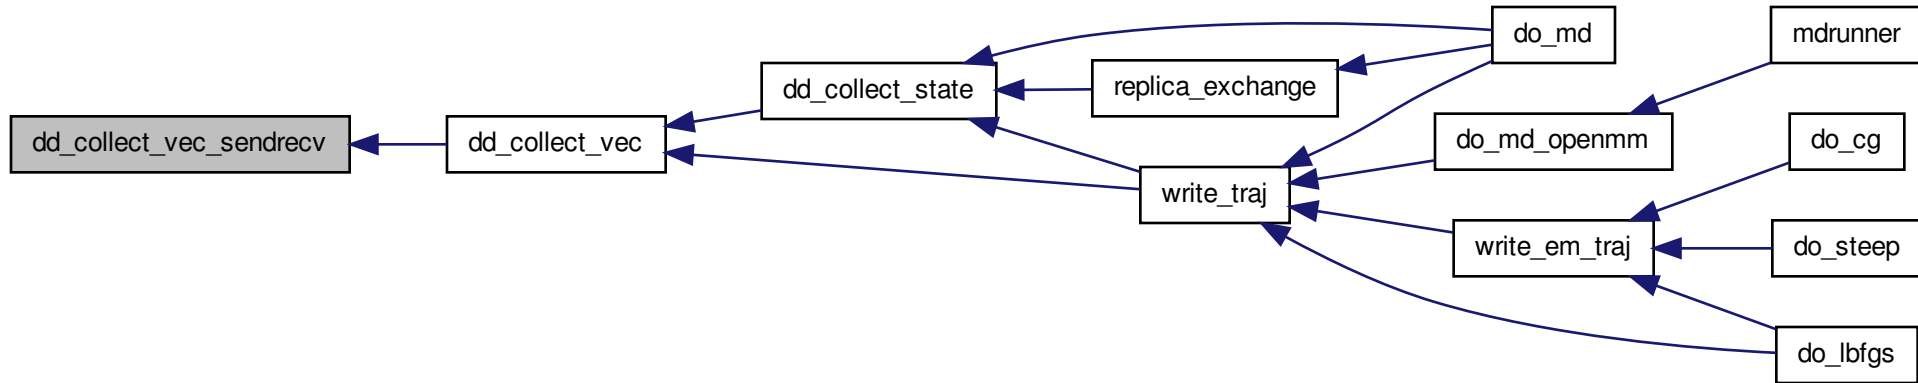 dd_collect_vec_sendrecv
dd_collect_vec
dd_collect_state
replica_exchange
write_traj
do_md
do_md_openmm
write_em_traj
mdrunner
do_cg
do_steep
do_lbfgs